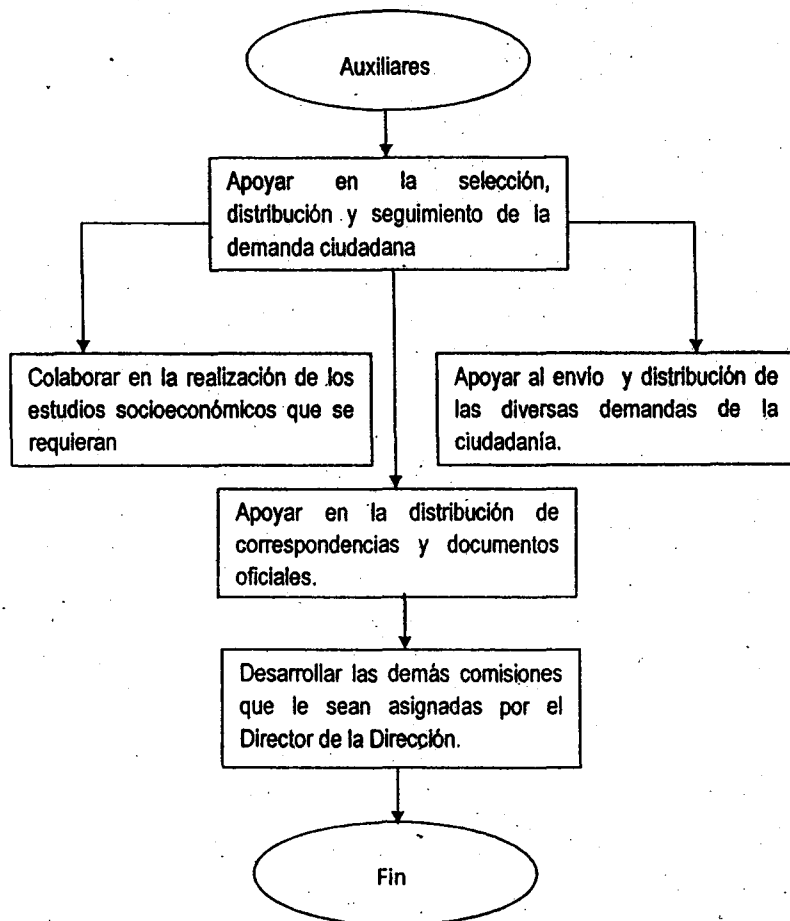 Auxiliares
Apoyar en la selección,
distribución y seguimiento de la
demanda ciudadana
Colaborar en la realización de los
estudios socioeconómicos que se
requieran
Apoyar al envio y distribución de
las diversas demandas de la
ciudadanía.
Apoyar en la distribución de
correspondencias y documentos
oficiales.
Desarrollar las demás comisiones
que le sean asignadas por el
Director de la Dirección.
Fin